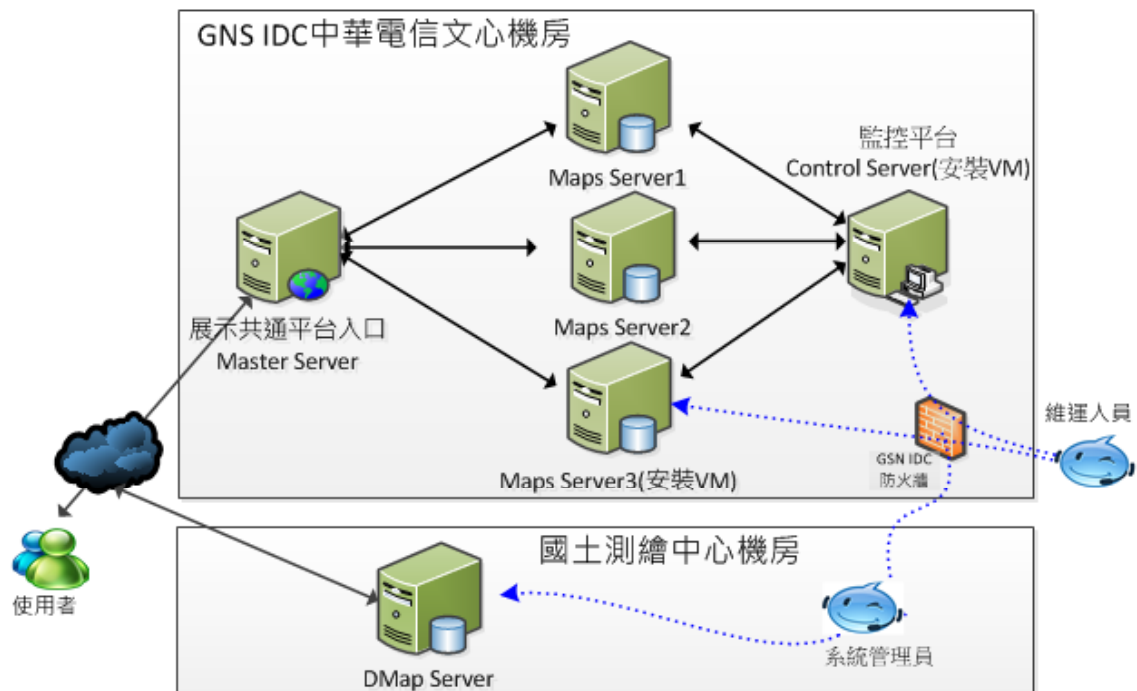 GNS IDC中華電信文心機房
Maps Server1
監控平台
Control Server(安裝VM)
Maps Server2
展示共通平台入口
Master Server
Maps Server3(安裝VM)
GSN IDC
防火牆
維運人員
使用者
國土測繪中心機房
DMap Server
系統管理員